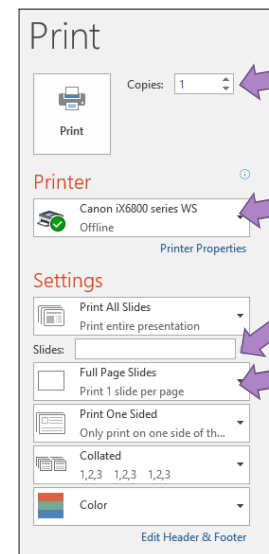 Print
Copies: 1
Print
Printer
Canon iX6800 series WS
Offline
Printer Properties
Settings
Print All Slides
Print entire presentation
Slides:
Full Page Slides
Print 1 slide per page
Print One Sided
Only print on one side of th...
Collated
1,2,3 1,2,3 1,2,3
Color
Edit Header & Footer